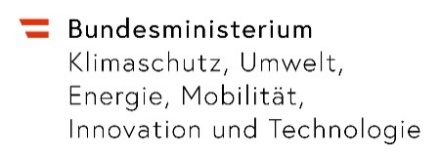 Bundesministerium
Klimaschutz, Umwelt,
Energie, Mobilität,
Innovation und Technologie